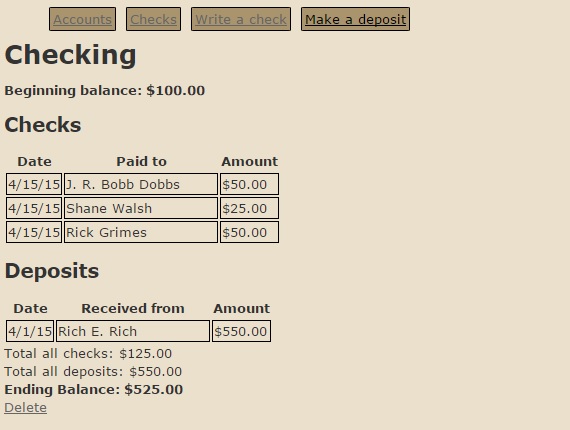 Accounts Checks Write a check Make a deposit
Checking
Beginning balance: $100.00
Checks
Date Paid to Amount
4/15/15 J. R. Bobb Dobbs $50.00
4/15/15 Shane Walsh $25.00
4/15/15 Rick Grimes $50.00
Deposits
Date Received from Amount
4/1/15 Rich E. Rich $550.00
Total all checks: $125.00
Total all deposits: $550.00
Ending Balance: $525.00
Delete